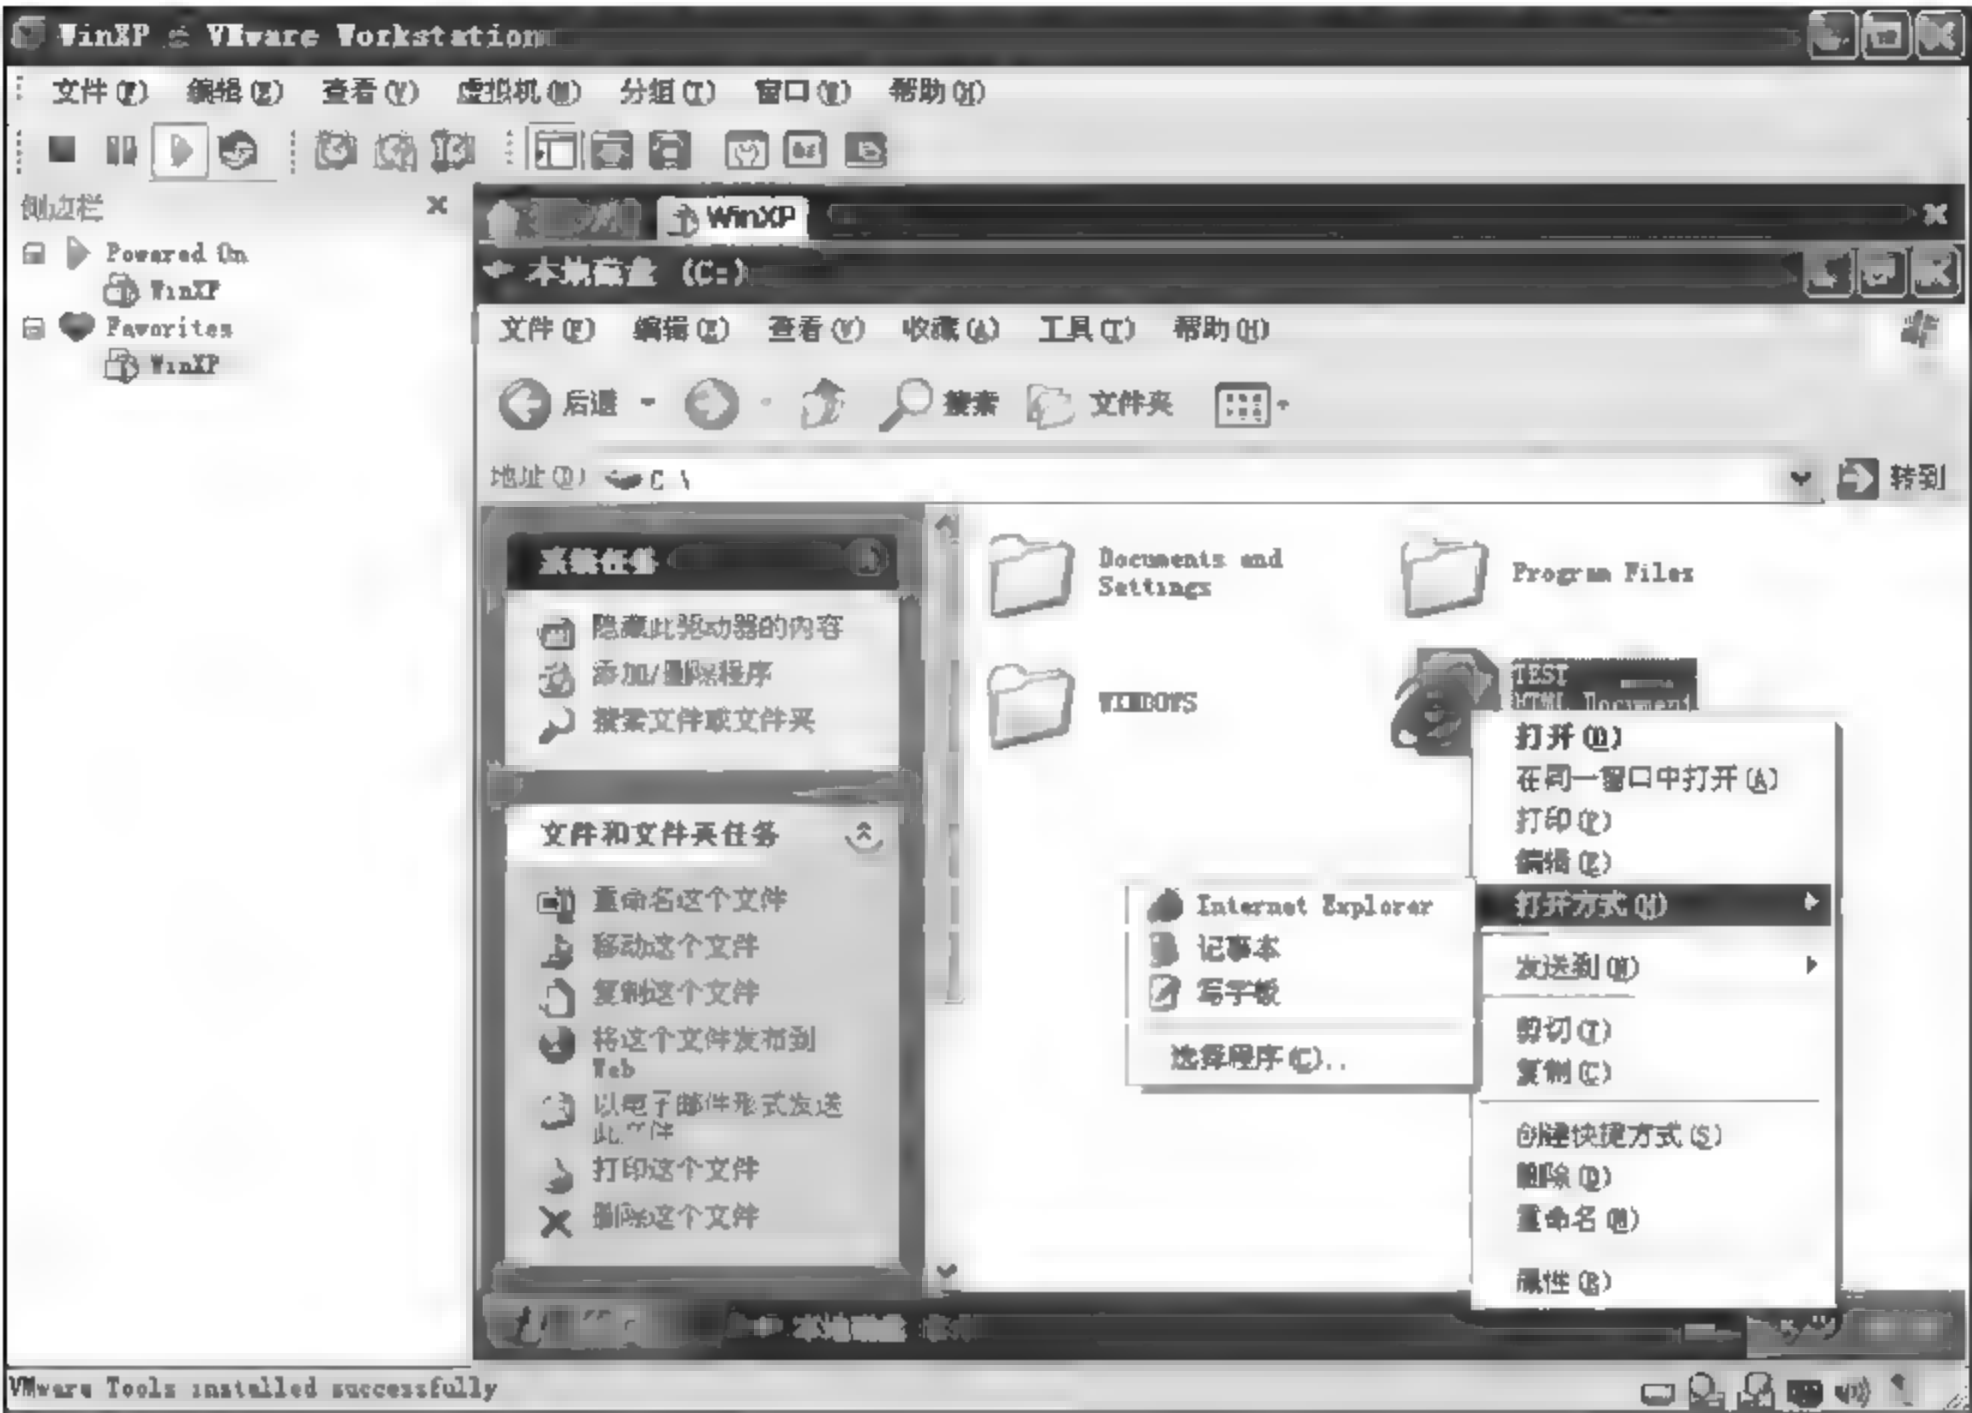 WinXP - VMware Workstation
文件(F) 编辑(E) 查看(V) 虚拟机(M) 分组(T) 窗口(W) 帮助(H)
侧边栏
Powered On
WinXP
Favorites
WinXP
WinXP
本地磁盘 (C:)
文件(F) 编辑(E) 查看(V) 收藏(A) 工具(T) 帮助(H)
后退 搜索 文件夹
地址(D) C:\ 转到
系统任务
隐藏此驱动器的内容
添加/删除程序
搜索文件或文件夹
文件和文件夹任务
重命名这个文件
移动这个文件
复制这个文件
将这个文件发布到
Web
以电子邮件形式发送
此文件
打印这个文件
删除这个文件
Documents and
Settings
Program Files
WINDOWS
TEST
HTML Document
打开(O)
在同一窗口中打开(A)
打印(P)
编辑(E)
打开方式(H)
发送到(N)
剪切(T)
复制(C)
创建快捷方式(S)
删除(D)
重命名(M)
属性(R)
Internet Explorer
记事本
写字板
选择程序(C)...
本地磁盘
VMware Tools installed successfully